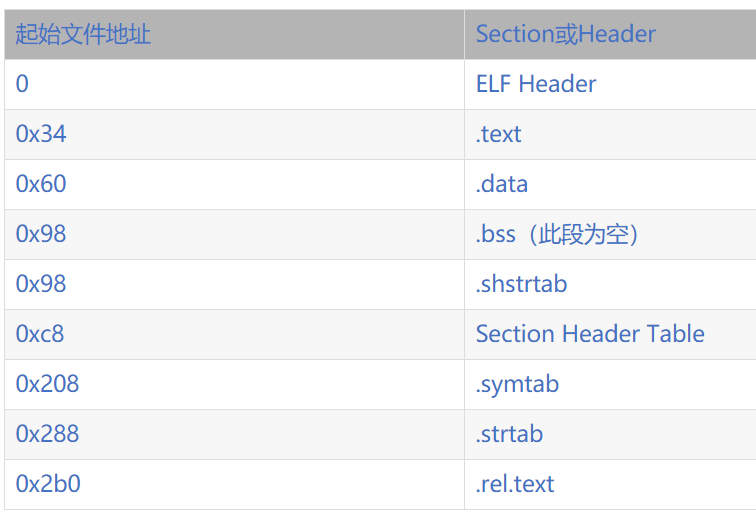 起始文件地址 Section或Header
0 ELF Header
0x34 .text
0x60 .data
0x98 .bss（此段为空）
0x98 .shstrtab
0xc8 Section Header Table
0x208 .symtab
0x288 .strtab
0x2b0 .rel.text